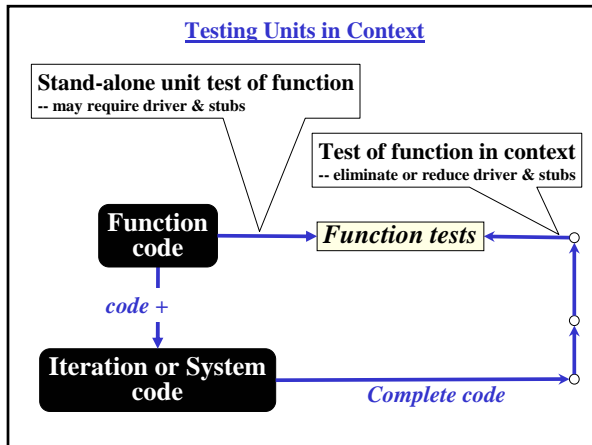 Testing Units in Context
Stand-alone unit test of function
-- may require driver & stubs
Test of function in context
-- eliminate or reduce driver & stubs
Function
code
Function tests
code +
Iteration or System
code
Complete code